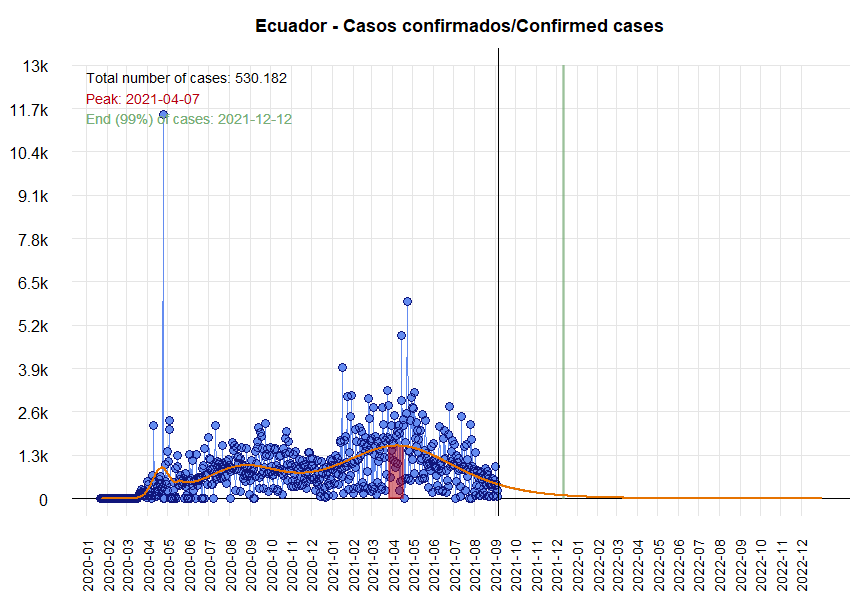 Ecuador - Casos confirmados/Confirmed cases
13k
Total number of cases: 530.182
Peak: 2021-04-07
11.7k
End (99%) of cases: 2021-12-12
10.4k
9.1k
7.8k
6.5k
5.2k
3.9k
2.6k
1.3k
0
2020-01
2020-02
2020-03
2020-04
2020-05
2020-06
2020-07
2020-08
2020-09
2020-10
2020-11
2020-12
2021-01
2021-02
2021-03
2021-04
2021-05
2021-06
2021-07
2021-08
2021-09
2021-10
2021-11
2021-12
2022-01
2022-02
2022-03
2022-04
2022-05
2022-06
2022-07
2022-08
2022-09
2022-10
2022-11
2022-12